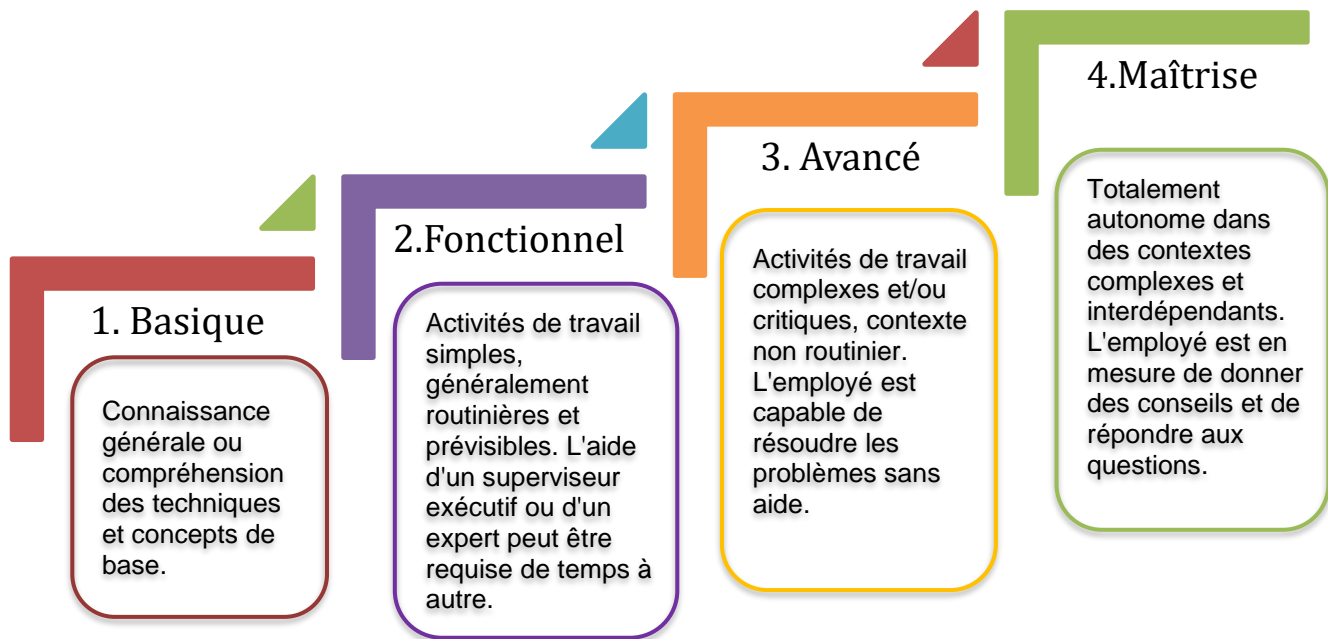 1. Basique
Connaissance
générale ou
compréhension
des techniques
et concepts de
base.
2.Fonctionnel
Activités de travail
simples,
généralement
routinières et
prévisibles. L'aide
d'un superviseur
exécutif ou d'un
expert peut être
requise de temps à
autre.
3. Avancé
Activités de travail
complexes et/ou
critiques, contexte
non routinier.
L'employé est
capable de
résoudre les
problèmes sans
aide.
4.Maîtrise
Totalement
autonome dans
des contextes
complexes et
interdépendants.
L'employé est en
mesure de donner
des conseils et de
répondre aux
questions.